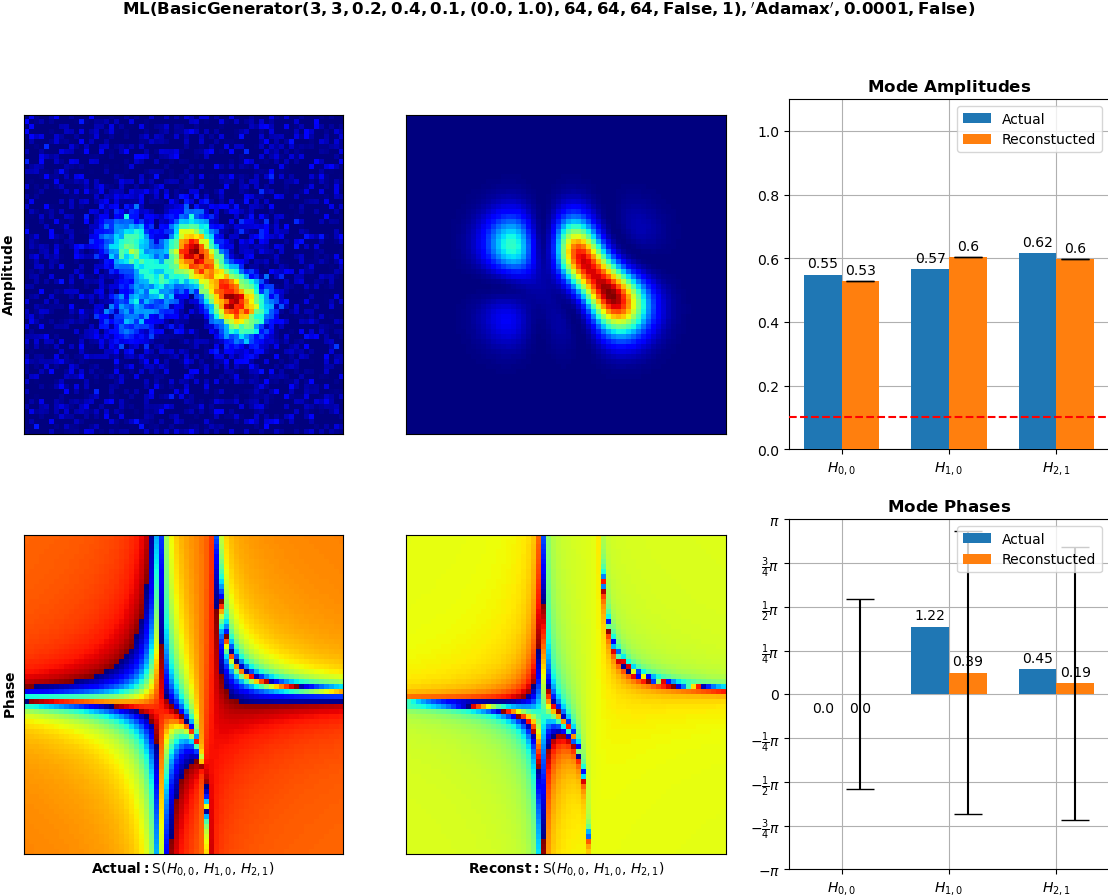 ML(BasicGenerator(3, 3, 0.2, 0.4, 0.1, (0.0, 1.0), 64, 64, 64, False, 1), ′Adamax′, 0.0001, False)
Amplitude
Mode Amplitudes
Actual
Reconstucted
1.0
0.8
0.6
0.4
0.2
0.0
0.55
0.53
0.57
0.6
0.62
0.6
H0,0
H1,0
H2,1
Phase
Actual: S(H0,0, H1,0, H2,1)
Reconst: S(H0,0, H1,0, H2,1)
Mode Phases
Actual
Reconstucted
π
3/4π
1/2π
1/4π
0
−1/4π
−1/2π
−3/4π
−π
0.0
0.0
1.22
0.39
0.45
0.19
H0,0
H1,0
H2,1